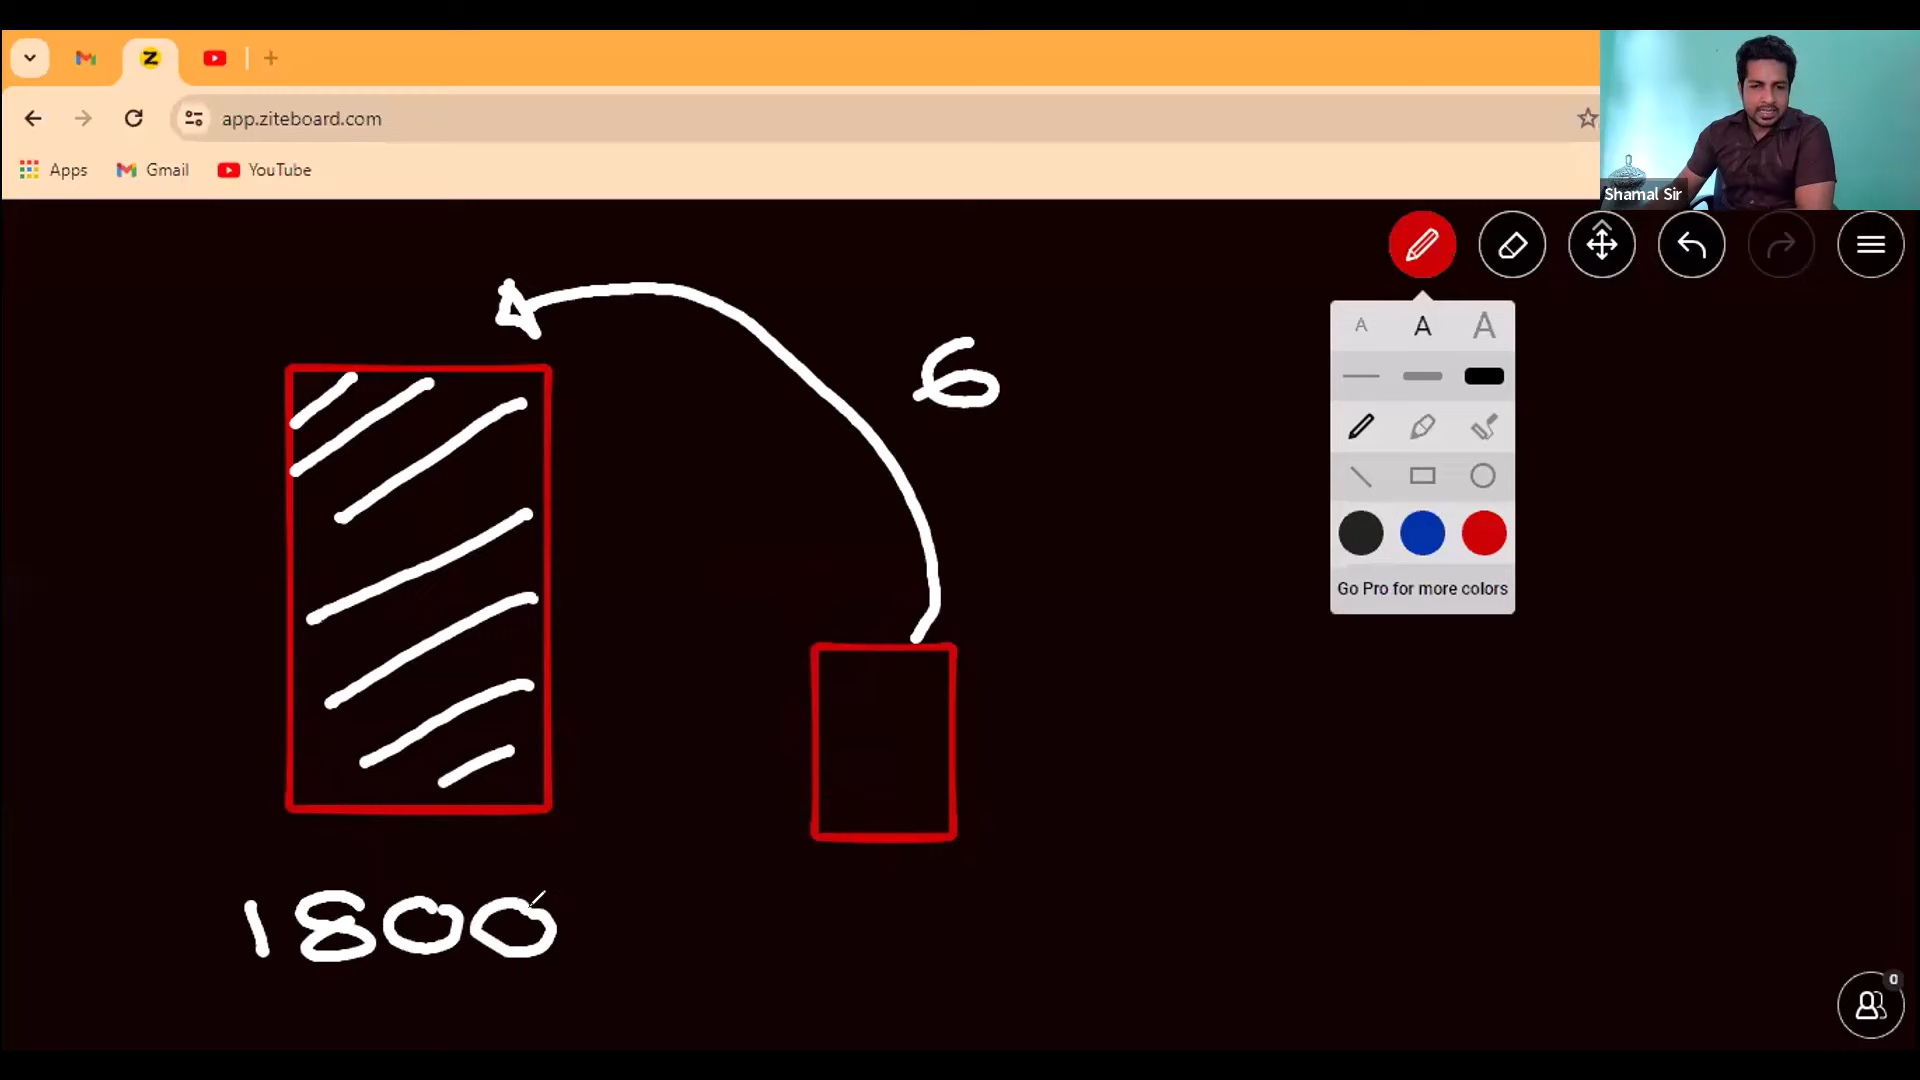 app.ziteboard.com
Apps Gmail YouTube
Shamal Sir
A A A
Go Pro for more colors
6
1800
0